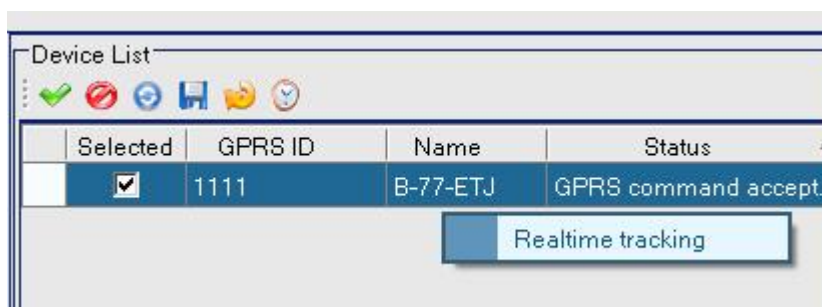 Device List
Selected GPRS ID Name Status
1111 B-77-ETJ GPRS command accept.
Realtime tracking